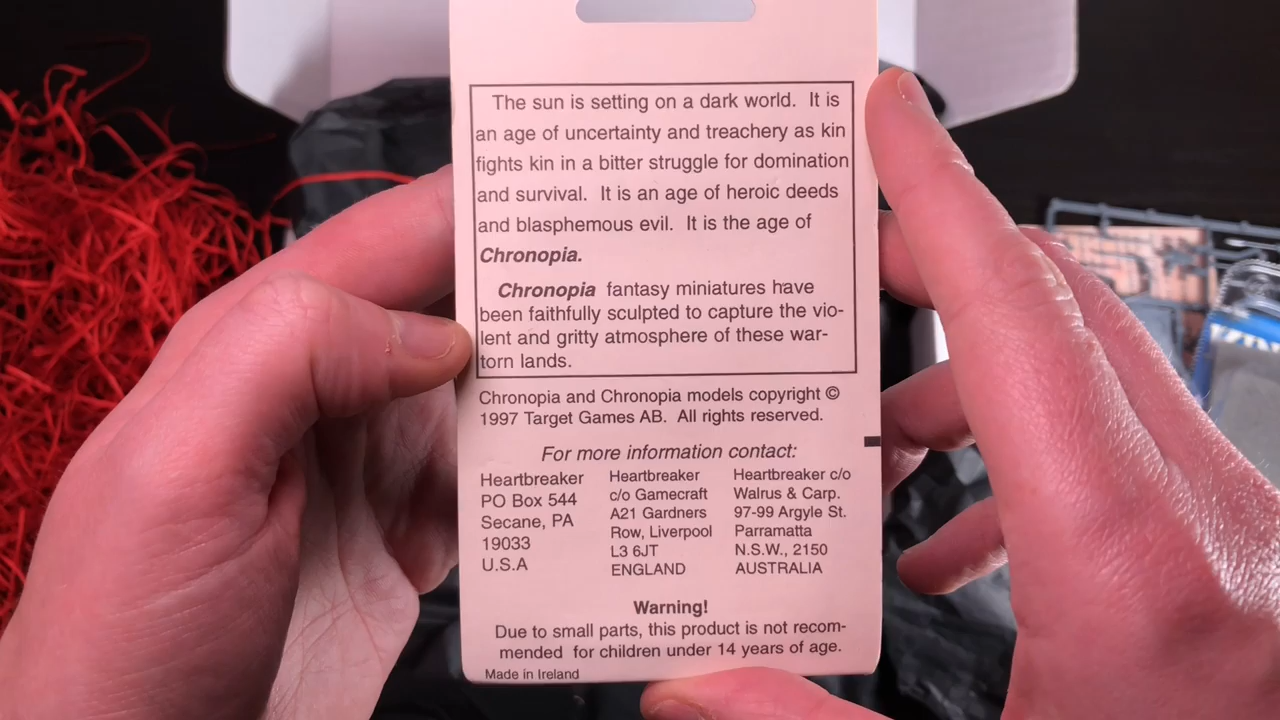 The sun is setting on a dark world. It is
an age of uncertainty and treachery as kin
fights kin in a bitter struggle for domination
and survival. It is an age of heroic deeds
and blasphemous evil. It is the age of
Chronopia.
Chronopia fantasy miniatures have
been faithfully sculpted to capture the vio-
lent and gritty atmosphere of these war-
torn lands.
Chronopia and Chronopia models copyright ©
1997 Target Games AB. All rights reserved.
For more information contact:
Heartbreaker
PO Box 544
Secane, PA
19033
U.S.A
Heartbreaker
c/o Gamecraft
A21 Gardners
Row, Liverpool
L3 6JT
ENGLAND
Heartbreaker c/o
Walrus & Carp.
97-99 Argyle St.
Parramatta
N.S.W., 2150
AUSTRALIA
Warning!
Due to small parts, this product is not recom-
mended for children under 14 years of age.
Made in Ireland